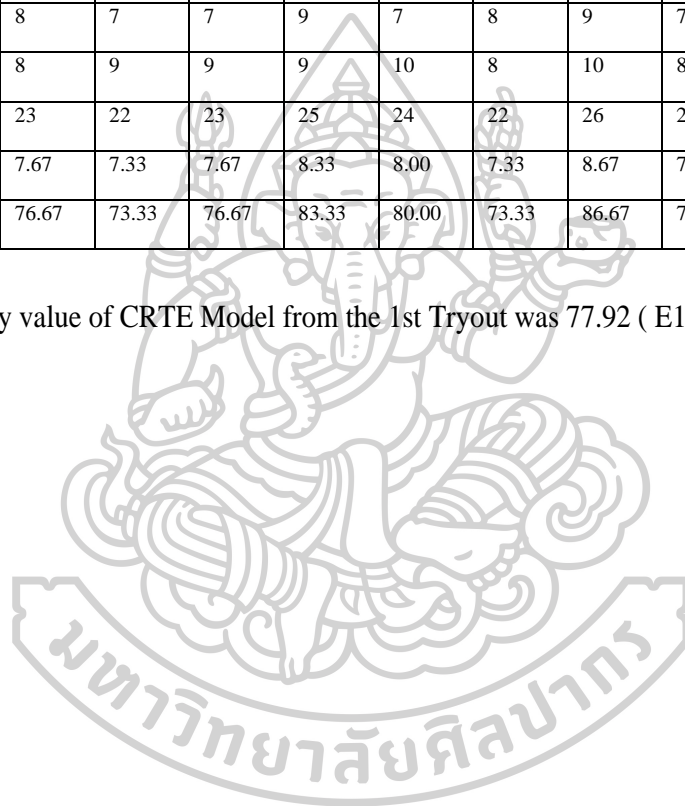 8 7 7 9 7 8 9 7
8 9 9 9 10 8 10 8
23 22 23 25 24 22 26 2
7.67 7.33 7.67 8.33 8.00 7.33 8.67 7
76.67 73.33 76.67 83.33 80.00 73.33 86.67 7
y value of CRTE Model from the 1st Tryout was 77.92 ( E1
มหาวิทยาลัยศิลปากร